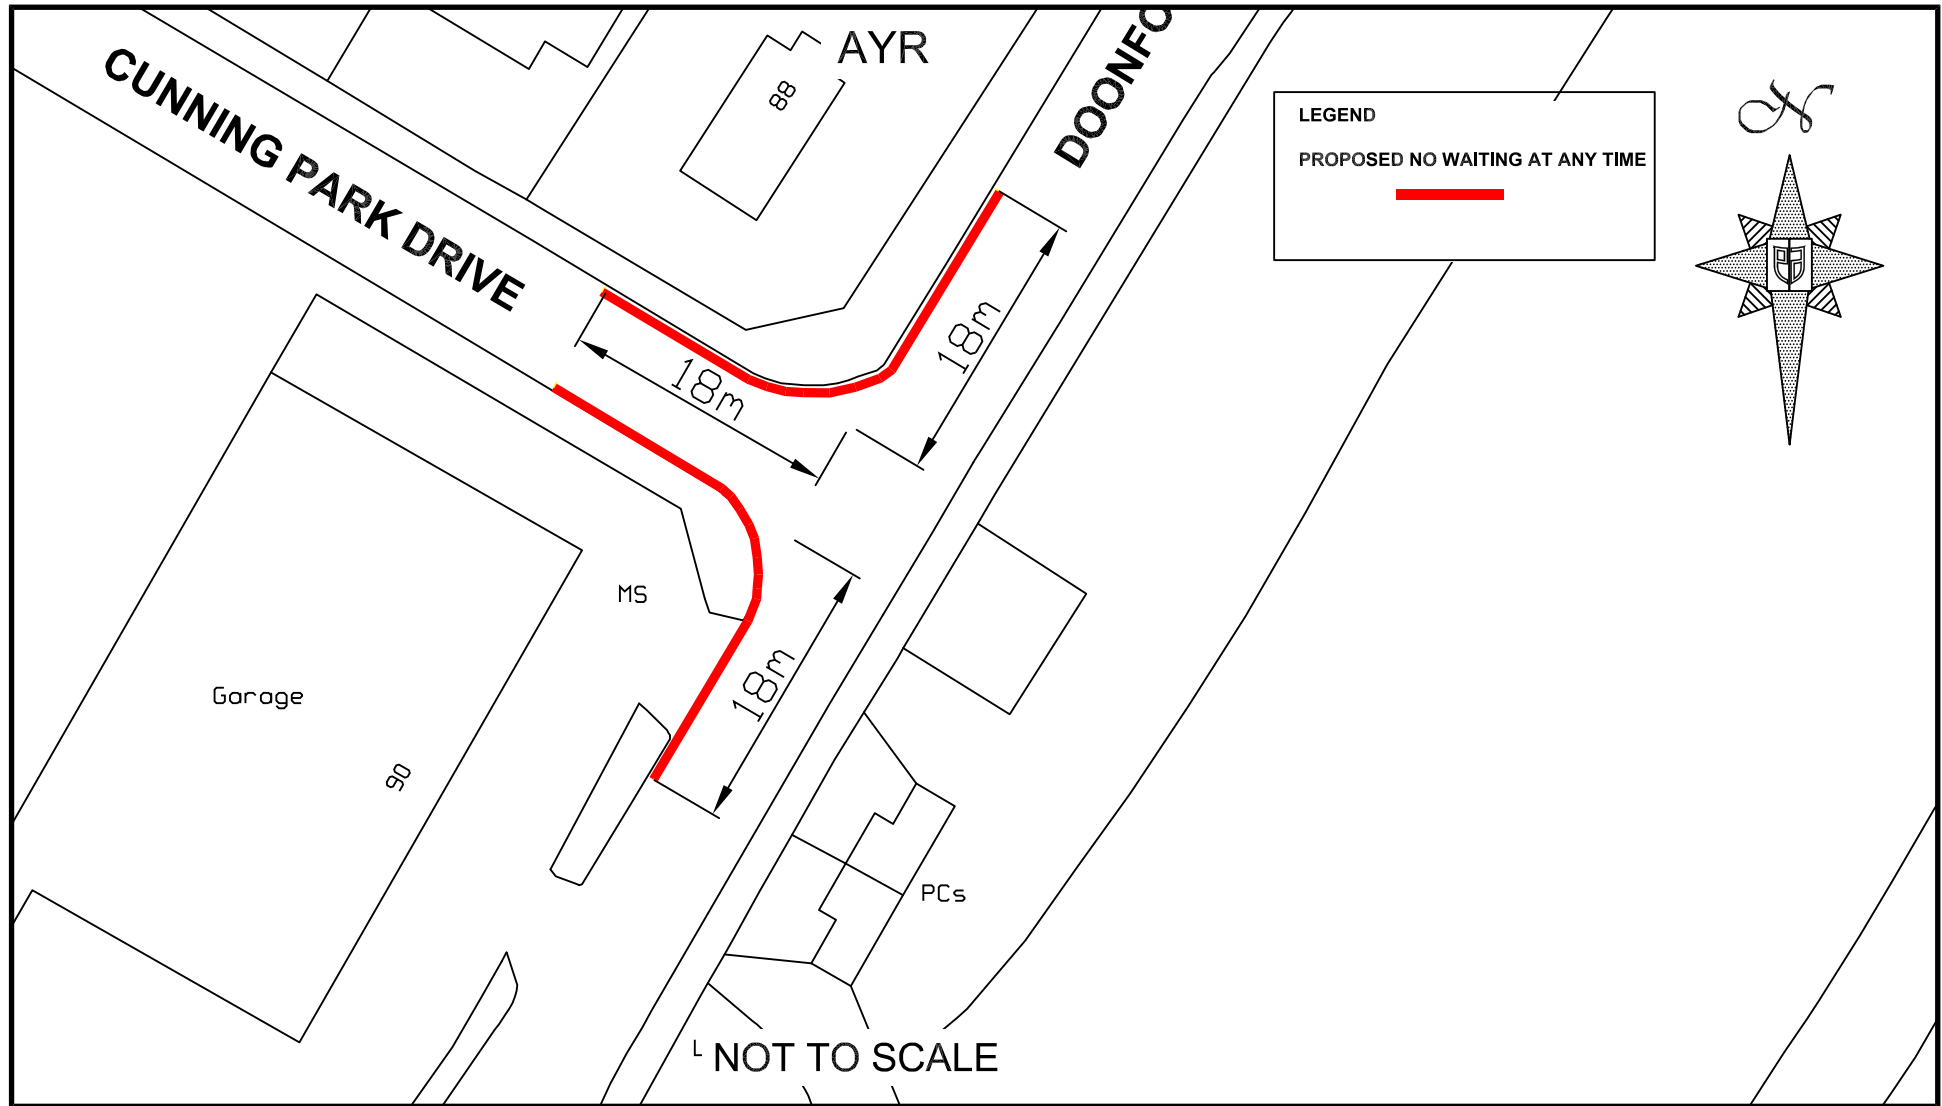 AYR
CUNNING PARK DRIVE
88
DOONFO
LEGEND
PROPOSED NO WAITING AT ANY TIME
N
18m
18m
MS
18m
Garage
90
PCs
L NOT TO SCALE